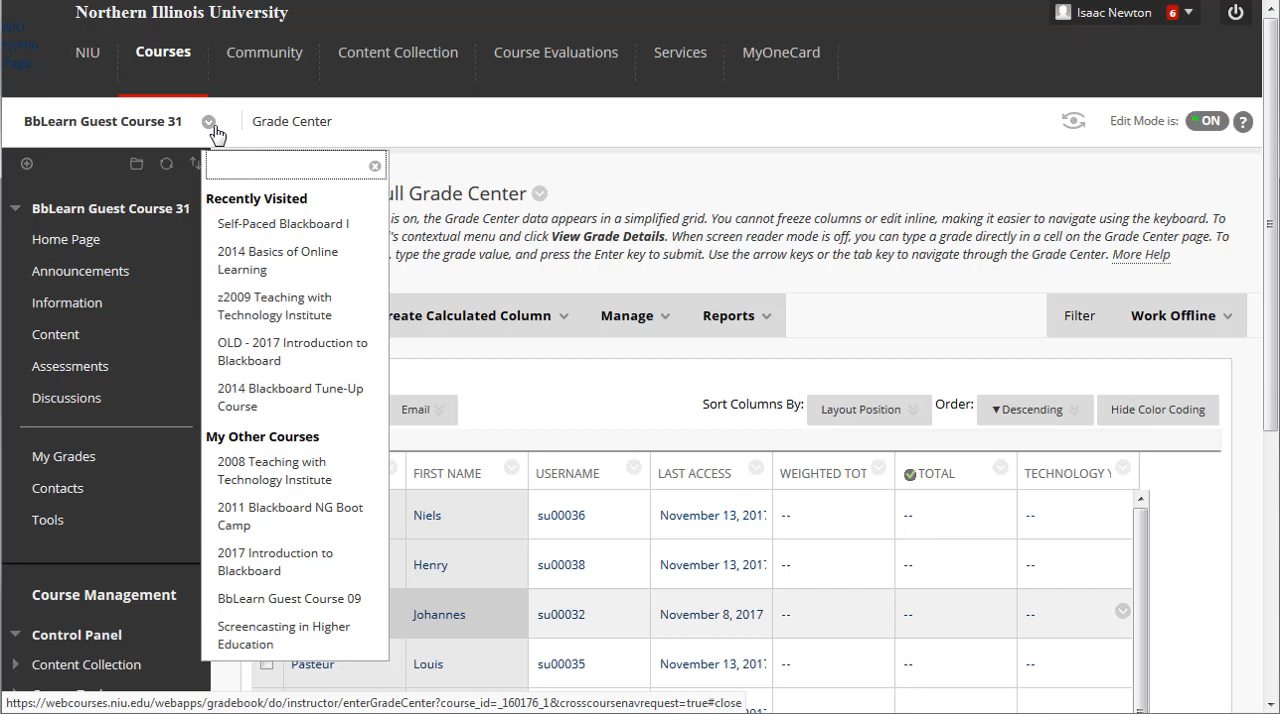 Northern Illinois University
Isaac Newton 6
NIU Home Page
NIU Courses Community Content Collection Course Evaluations Services MyOneCard
BbLearn Guest Course 31 Grade Center Edit Mode is: ON ?
BbLearn Guest Course 31
Home Page
Announcements
Information
Content
Assessments
Discussions
My Grades
Contacts
Tools
Course Management
Control Panel
Content Collection
Recently Visited
Self-Paced Blackboard I
2014 Basics of Online
Learning
z2009 Teaching with
Technology Institute
OLD - 2017 Introduction to
Blackboard
2014 Blackboard Tune-Up
Course
My Other Courses
2008 Teaching with
Technology Institute
2011 Blackboard NG Boot
Camp
2017 Introduction to
Blackboard
BbLearn Guest Course 09
Screencasting in Higher
Education
ull Grade Center
is on, the Grade Center data appears in a simplified grid. You cannot freeze columns or edit inline, making it easier to navigate using the keyboard. To
's contextual menu and click View Grade Details. When screen reader mode is off, you can type a grade directly in a cell on the Grade Center page. To
, type the grade value, and press the Enter key to submit. Use the arrow keys or the tab key to navigate through the Grade Center. More Help
reate Calculated Column Manage Reports Filter Work Offline
Email Sort Columns By: Layout Position Order: ▼Descending Hide Color Coding
FIRST NAME USERNAME LAST ACCESS WEIGHTED TOT TOTAL TECHNOLOGY Y
Niels su00036 November 13, 2017 -- -- --
Henry su00038 November 13, 2017 -- -- --
Johannes su00032 November 8, 2017 -- -- --
Pasteur Louis su00035 November 13, 2017 -- -- --
https://webcourses.niu.edu/webapps/gradebook/do/instructor/enterGradeCenter?course_id=_160176_1&crosscoursenavrequest=true#close